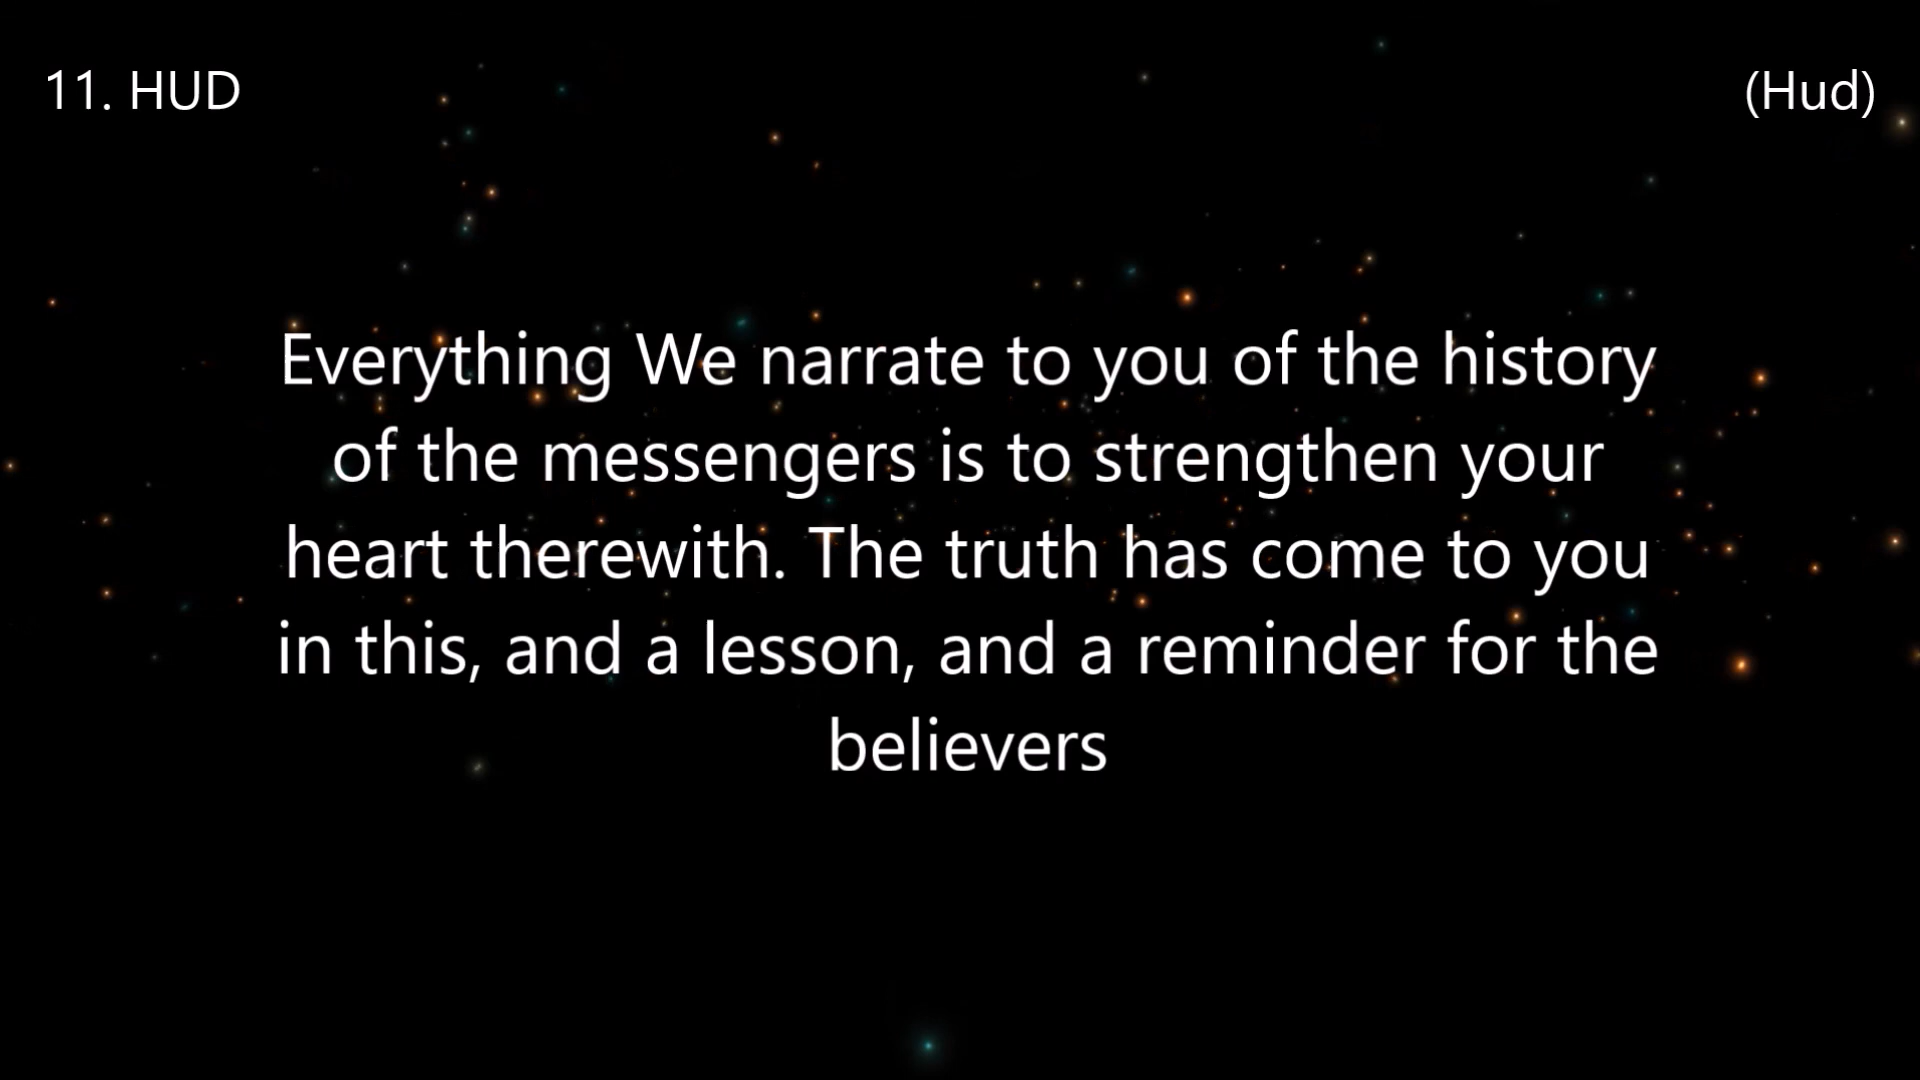 11. HUD
(Hud)
Everything We narrate to you of the history
of the messengers is to strengthen your
heart therewith. The truth has come to you
in this, and a lesson, and a reminder for the
believers